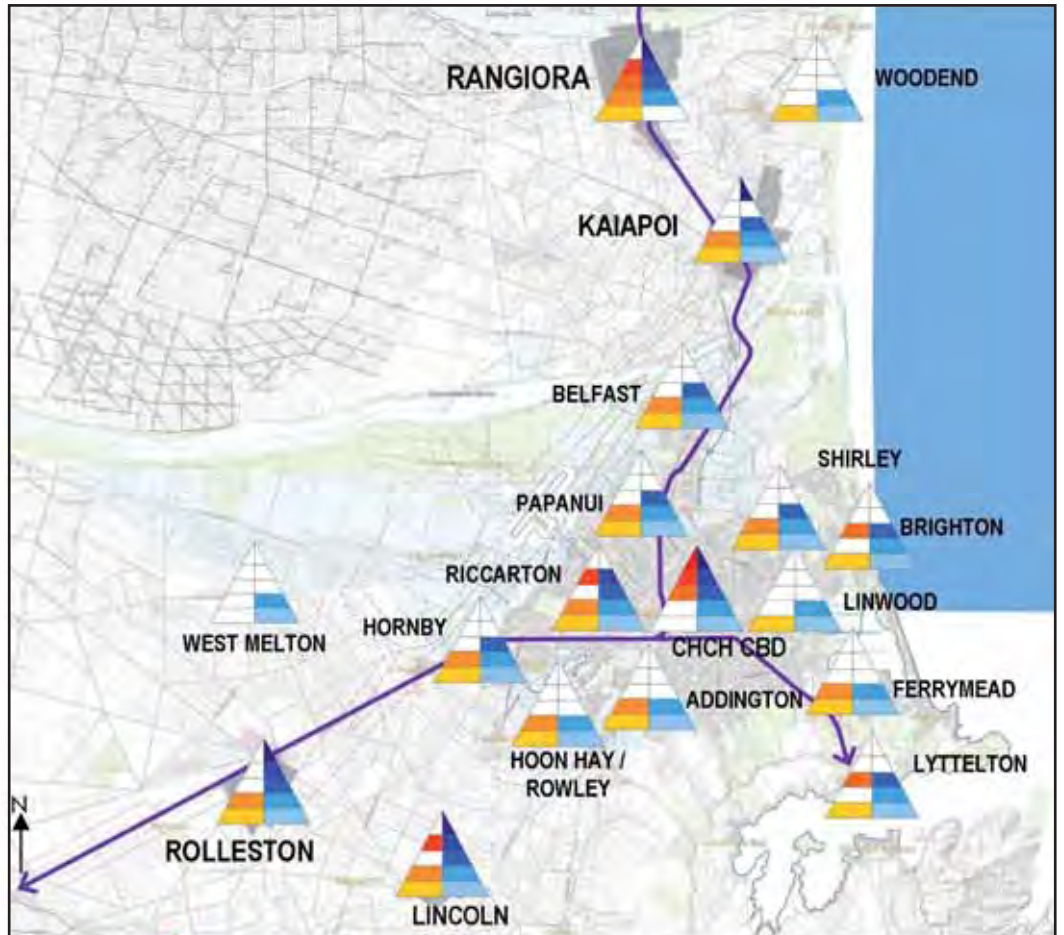 RANGIORA
WOODEND
KAIAPOI
BELFAST
SHIRLEY
PAPANUI
BRIGHTON
RICCARTON
LINWOOD
WEST MELTON
HORNBY
CHCH CBD
ADDINGTON
FERRYMEAD
HOON HAY /
ROWLEY
LYTTELTON
N
ROLLESTON
LINCOLN